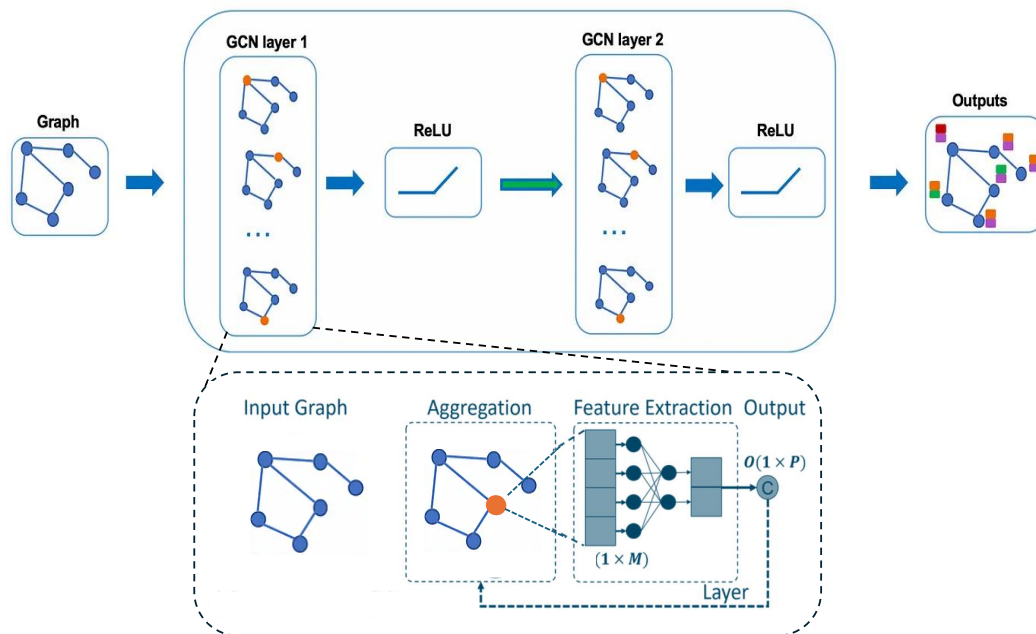 GCN layer 1
GCN layer 2
Graph
ReLU
ReLU
Outputs
...
...
Input Graph
Aggregation
Feature Extraction
Output
O(1 × P)
C
(1 × M)
Layer